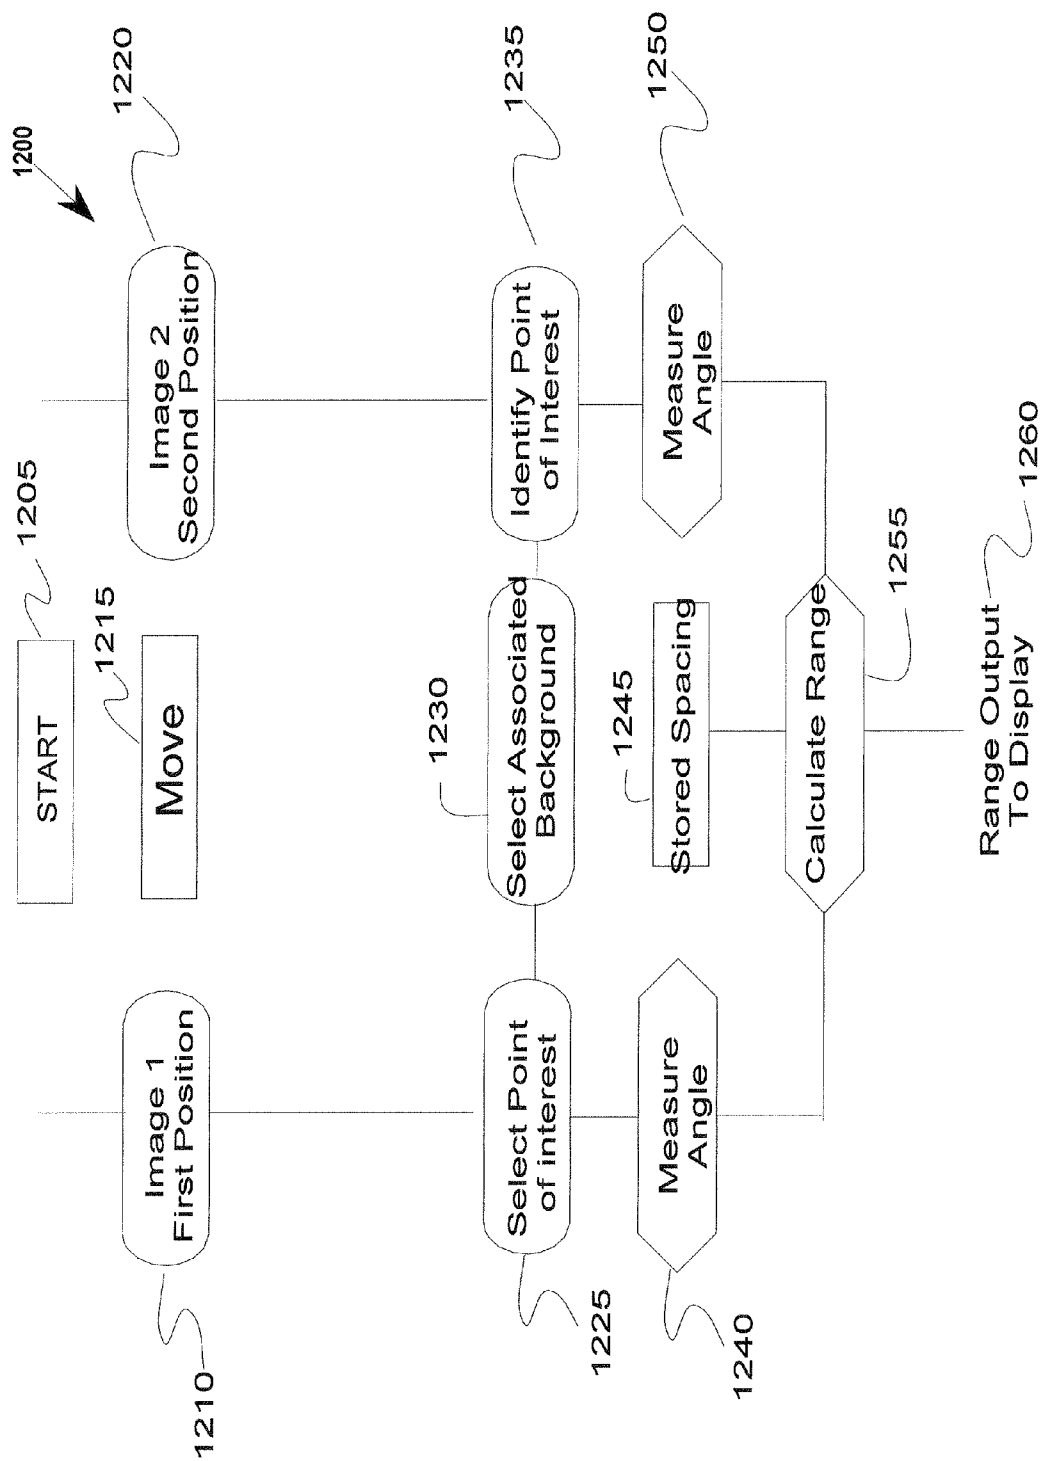 1200
START
1205
1210
Image 1
First Position
1215
Move
Image 2
Second Position
1220
1225
Select Point
of interest
1230
Select Associated
Background
Identify Point
of Interest
1235
1240
Measure
Angle
1245
Stored Spacing
Measure
Angle
1250
Calculate Range
1255
Range Output
To Display
1260